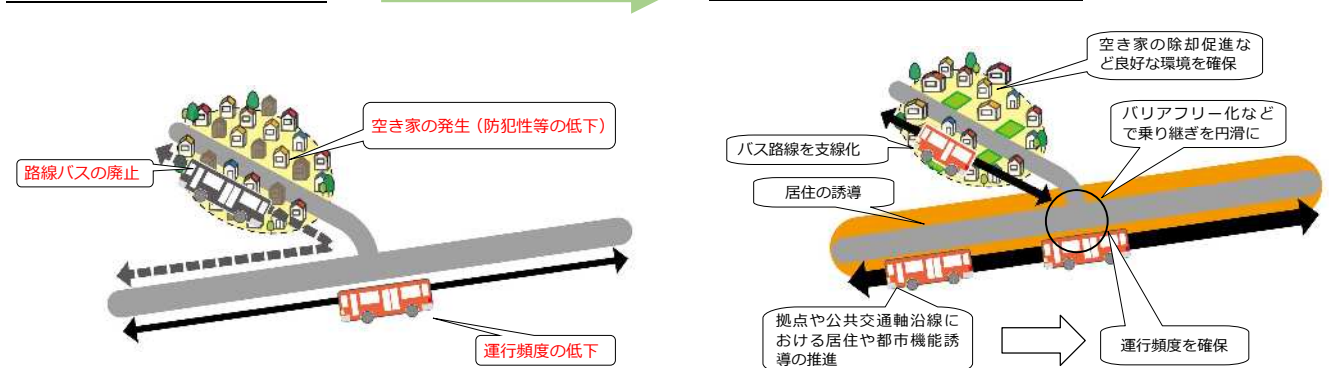 空き家の発生（防犯性等の低下）
路線バスの廃止
運行頻度の低下
空き家の除却促進な
ど良好な環境を確保
バリアフリー化など
で乗り継ぎを円滑に
バス路線を支線化
居住の誘導
拠点や公共交通軸沿線に
おける居住や都市機能誘
導の推進
運行頻度を確保